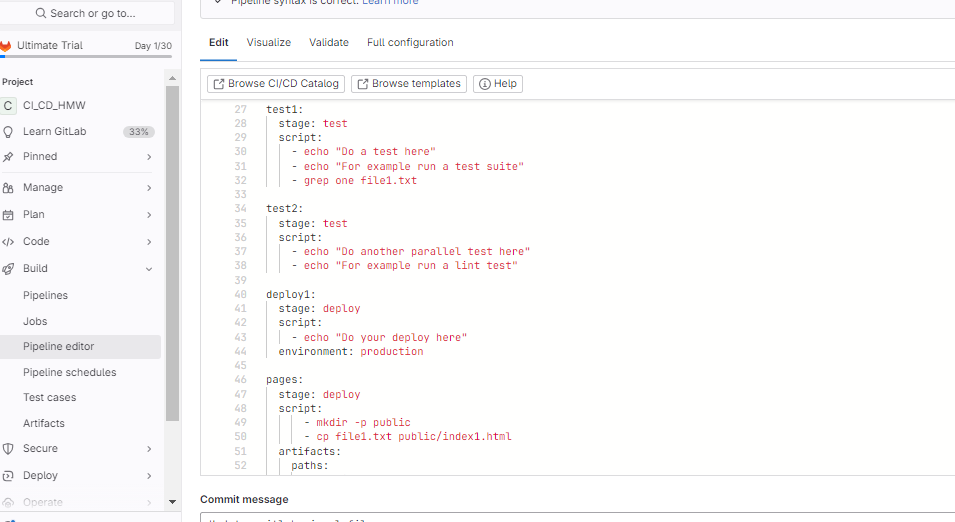 Search or go to...
Ultimate Trial Day 1/30
Project
C CI_CD_HMW
Learn GitLab 33%
Pinned
Manage
Plan
Code
Build
Pipelines
Jobs
Pipeline editor
Pipeline schedules
Test cases
Artifacts
Secure
Deploy
Operate
Pipeline syntax is correct. Learn more
Edit Visualize Validate Full configuration
Browse CI/CD Catalog Browse templates Help
27 test1:
28 stage: test
29 script:
30 - echo "Do a test here"
31 - echo "For example run a test suite"
32 - grep one file1.txt
33
34 test2:
35 stage: test
36 script:
37 - echo "Do another parallel test here"
38 - echo "For example run a lint test"
39
40 deploy1:
41 stage: deploy
42 script:
43 - echo "Do your deploy here"
44 environment: production
45
46 pages:
47 stage: deploy
48 script:
49 - mkdir -p public
50 - cp file1.txt public/index1.html
51 artifacts:
52 paths:
Commit message